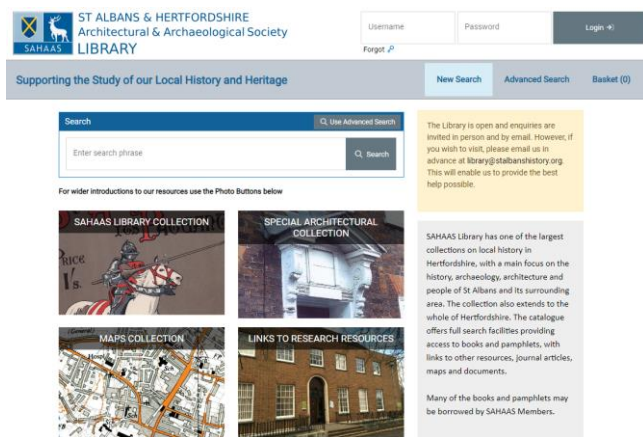 ST ALBANS & HERTFORDSHIRE
Architectural & Archaeological Society
LIBRARY
SAHAAS
Username
Password
Login
Forgot
Supporting the Study of our Local History and Heritage
New Search
Advanced Search
Basket (0)
Search
Use Advanced Search
Enter search phrase
Search
For wider introductions to our resources use the Photo Buttons below
SAHAAS LIBRARY COLLECTION
PRICE
1/s.
SPECIAL ARCHITECTURAL
COLLECTION
MAPS COLLECTION
LINKS TO RESEARCH RESOURCES
The Library is open and enquiries are
invited in person and by email. However, if
you wish to visit, please email us in
advance at library@stalbanshistory.org.
This will enable us to provide the best
help possible.
SAHAAS Library has one of the largest
collections on local history in
Hertfordshire, with a main focus on the
history, archaeology, architecture and
people of St Albans and its surrounding
area. The collection also extends to the
whole of Hertfordshire. The catalogue
offers full search facilities providing
access to books and pamphlets, with
links to other resources, journal articles,
maps and documents.
Many of the books and pamphlets may
be borrowed by SAHAAS Members.